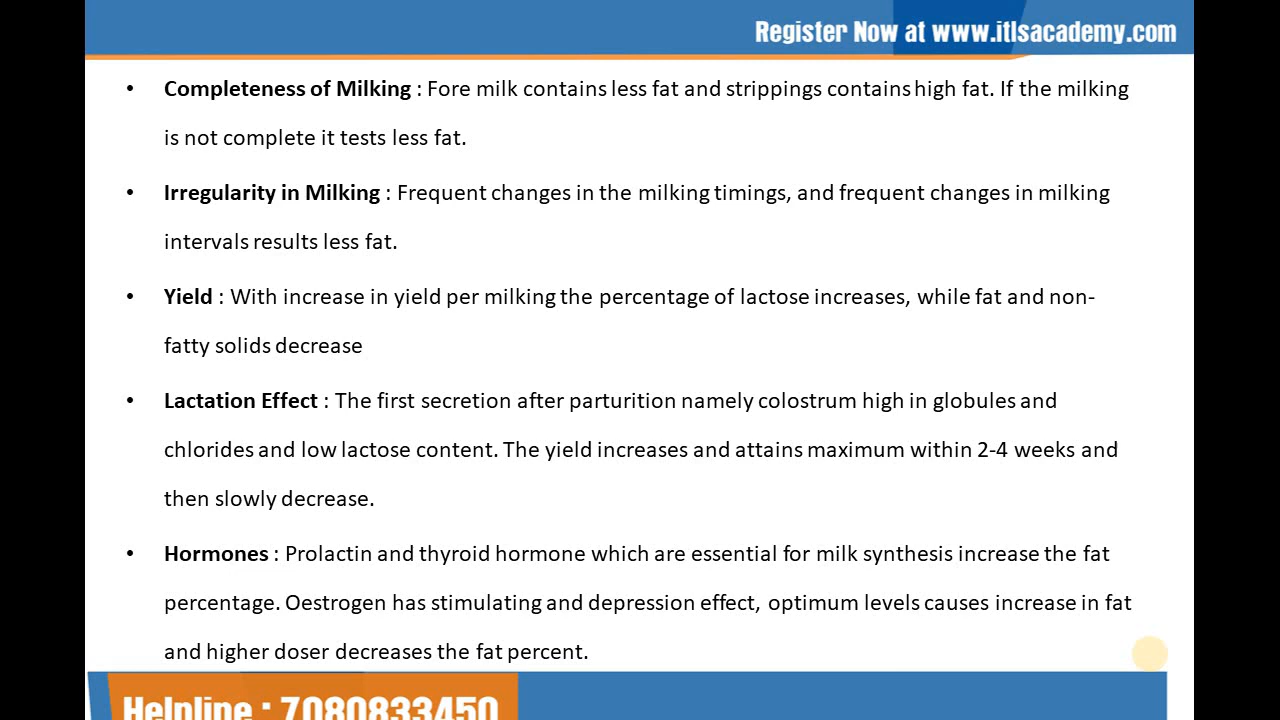 Register Now at www.itlsacademy.com
• Completeness of Milking : Fore milk contains less fat and strippings contains high fat. If the milking
is not complete it tests less fat.
• Irregularity in Milking : Frequent changes in the milking timings, and frequent changes in milking
intervals results less fat.
• Yield : With increase in yield per milking the percentage of lactose increases, while fat and non-
fatty solids decrease
• Lactation Effect : The first secretion after parturition namely colostrum high in globules and
chlorides and low lactose content. The yield increases and attains maximum within 2-4 weeks and
then slowly decrease.
• Hormones : Prolactin and thyroid hormone which are essential for milk synthesis increase the fat
percentage. Oestrogen has stimulating and depression effect, optimum levels causes increase in fat
and higher doser decreases the fat percent.
Helpline : 7080833450